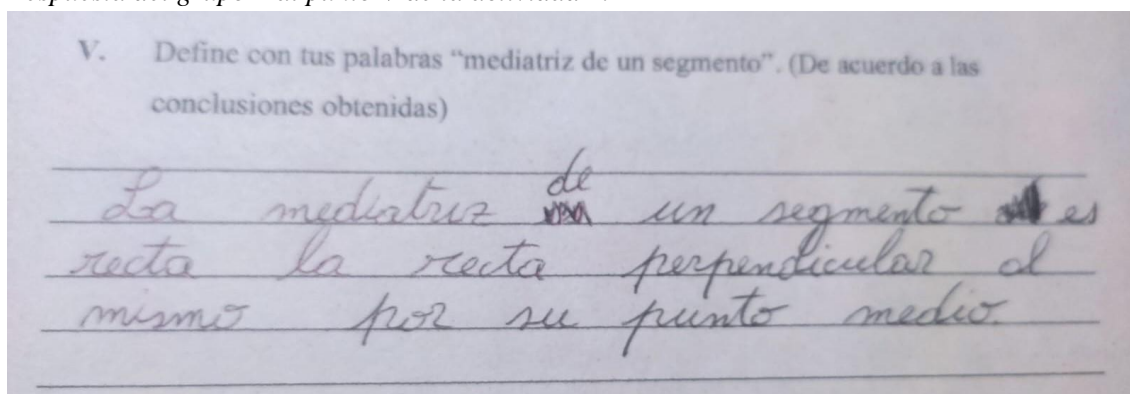 V. Define con tus palabras “mediatriz de un segmento”. (De acuerdo a las
conclusiones obtenidas)
La mediatriz de un segmento es
recta la recta perpendicular al
mismo por su punto medio.